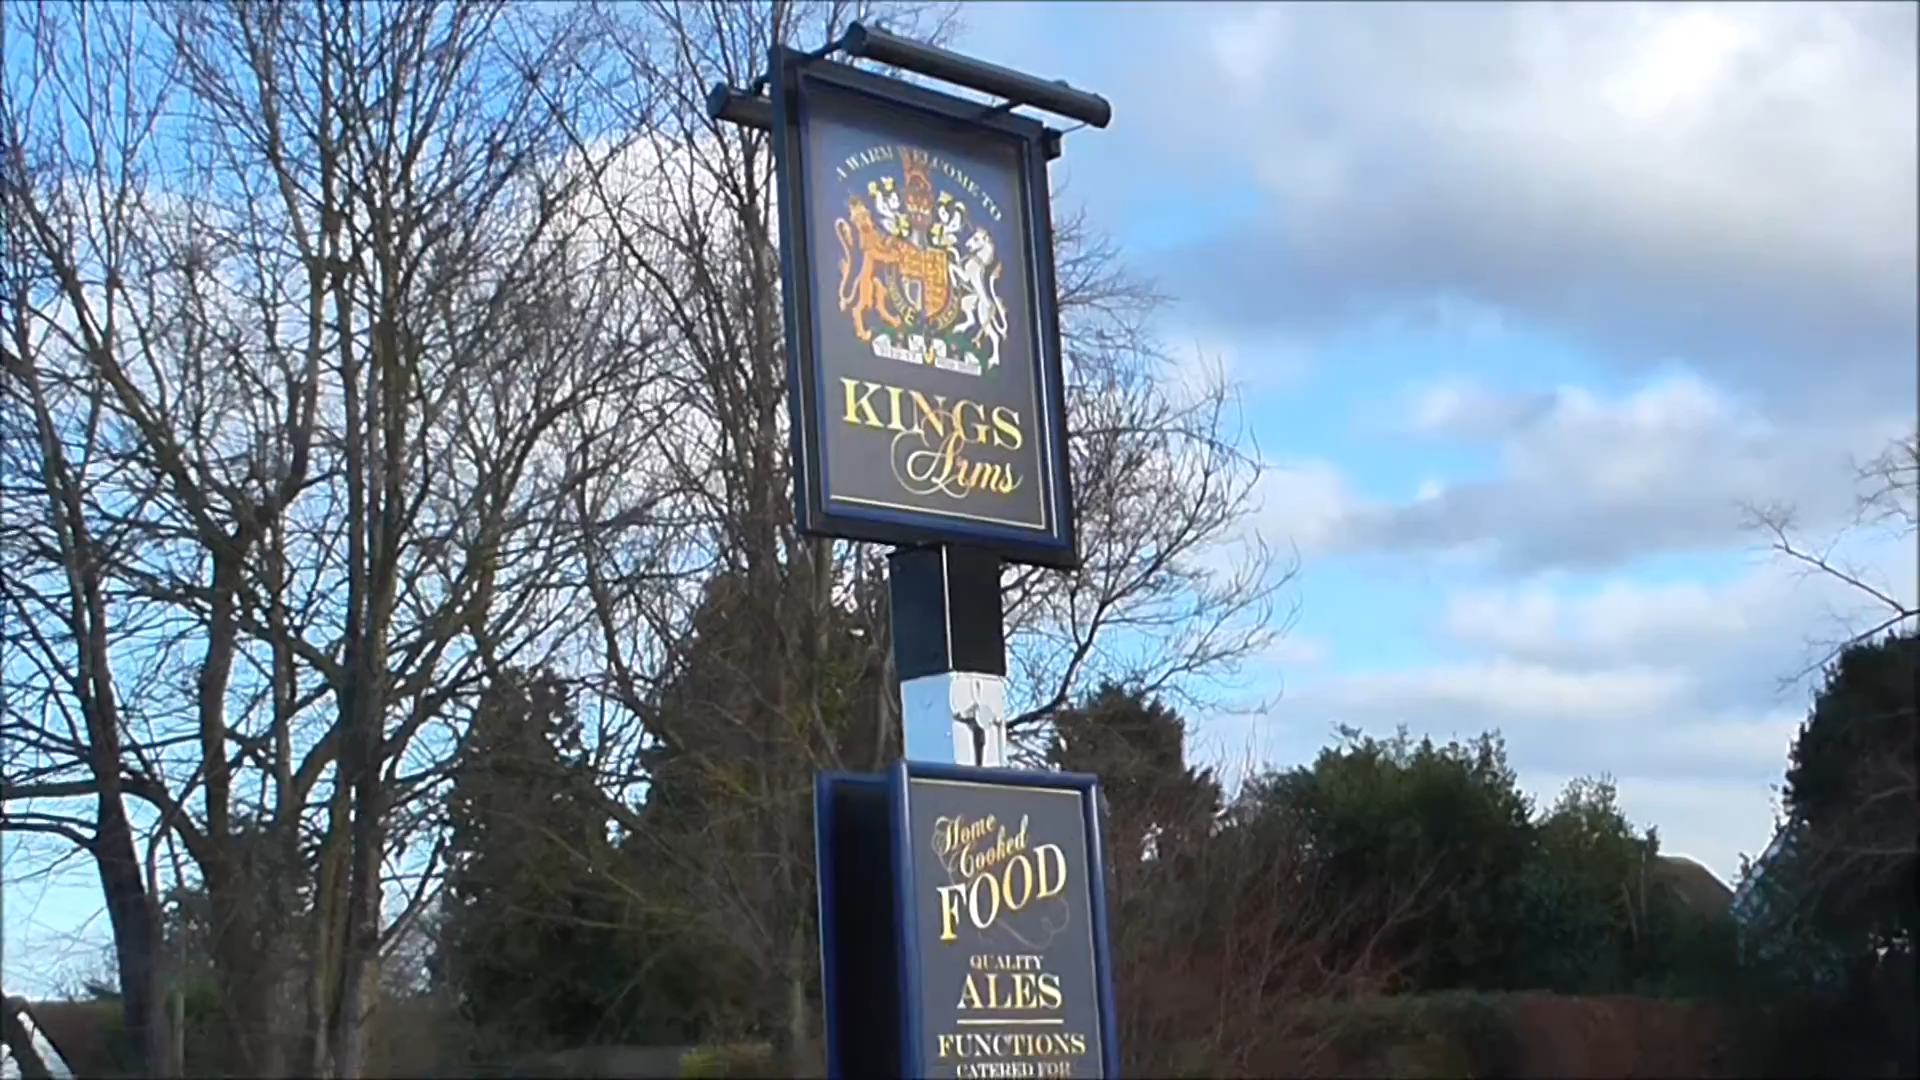 A WARM WELCOME TO
KINGS
Arms
Home
Cooked
FOOD
QUALITY
ALES
FUNCTIONS
CATERED FOR